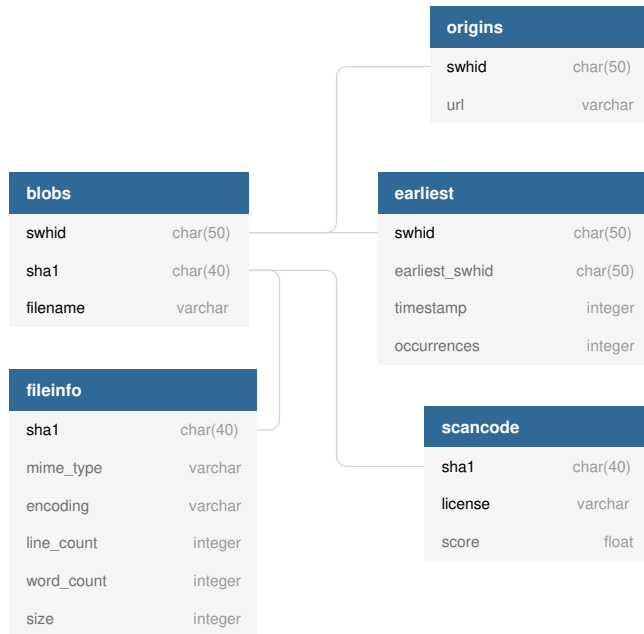 origins
swhid char(50)
url varchar
blobs
swhid char(50)
sha1 char(40)
filename varchar
earliest
swhid char(50)
earliest_swhid char(50)
timestamp integer
occurrences integer
fileinfo
sha1 char(40)
mime_type varchar
encoding varchar
line_count integer
word_count integer
size integer
scancode
sha1 char(40)
license varchar
score float